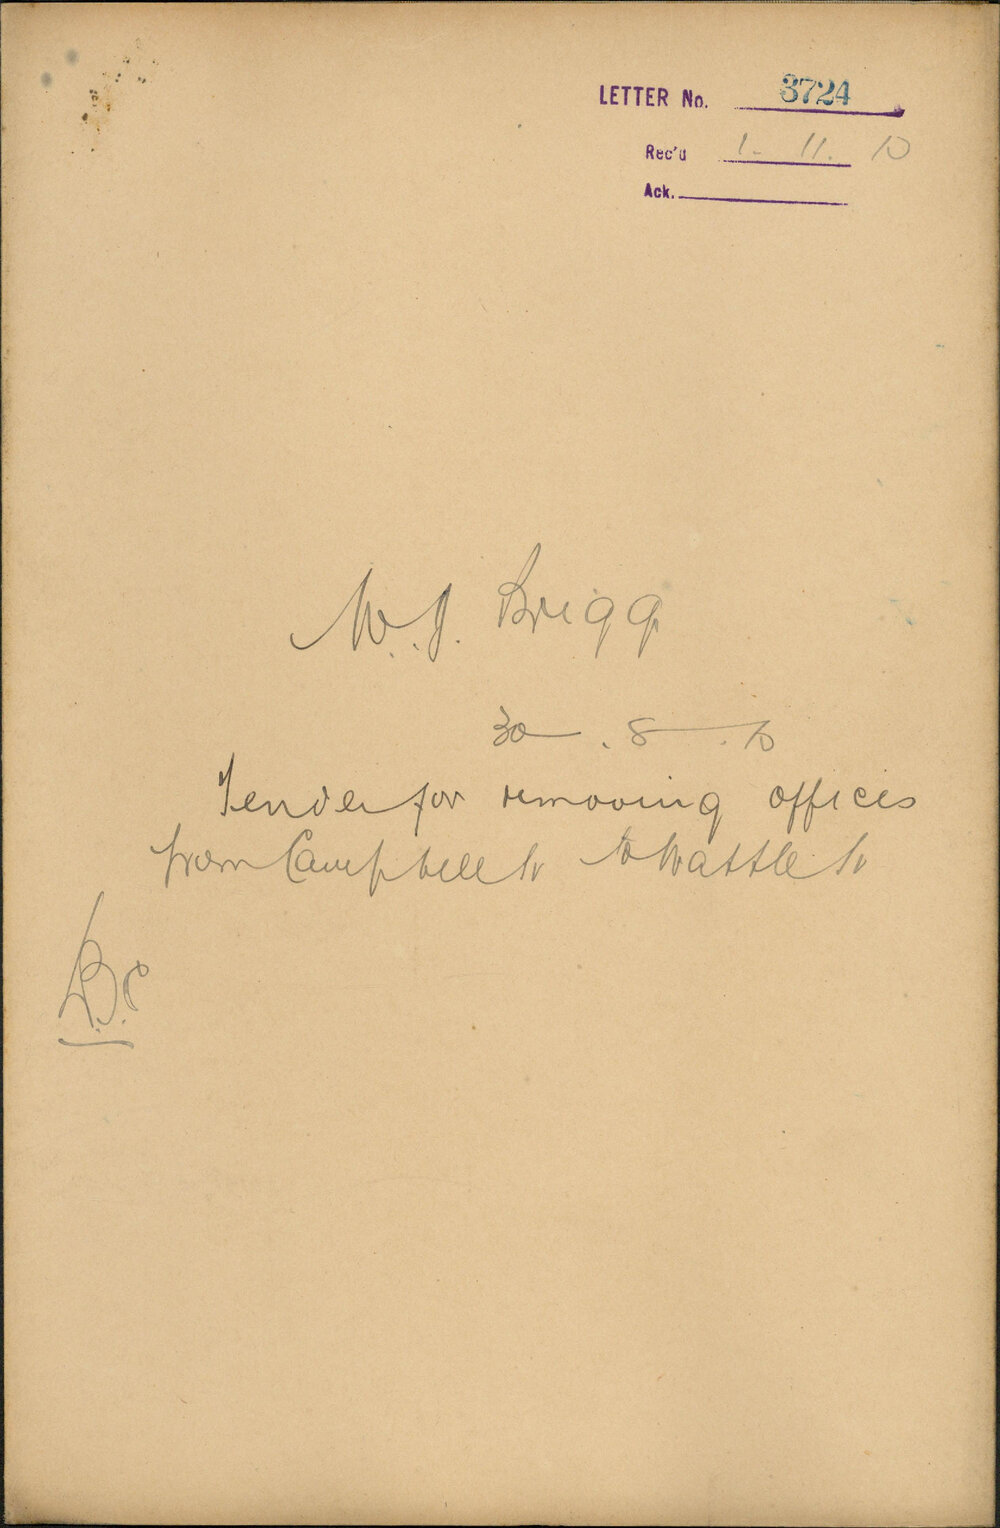 LETTER No. 3724
Rec'd 1. 11. 10
Ack.
W. J. Brigg
30 . 8 . 10
Tender for removing offices
from Campbell St to Wattle St